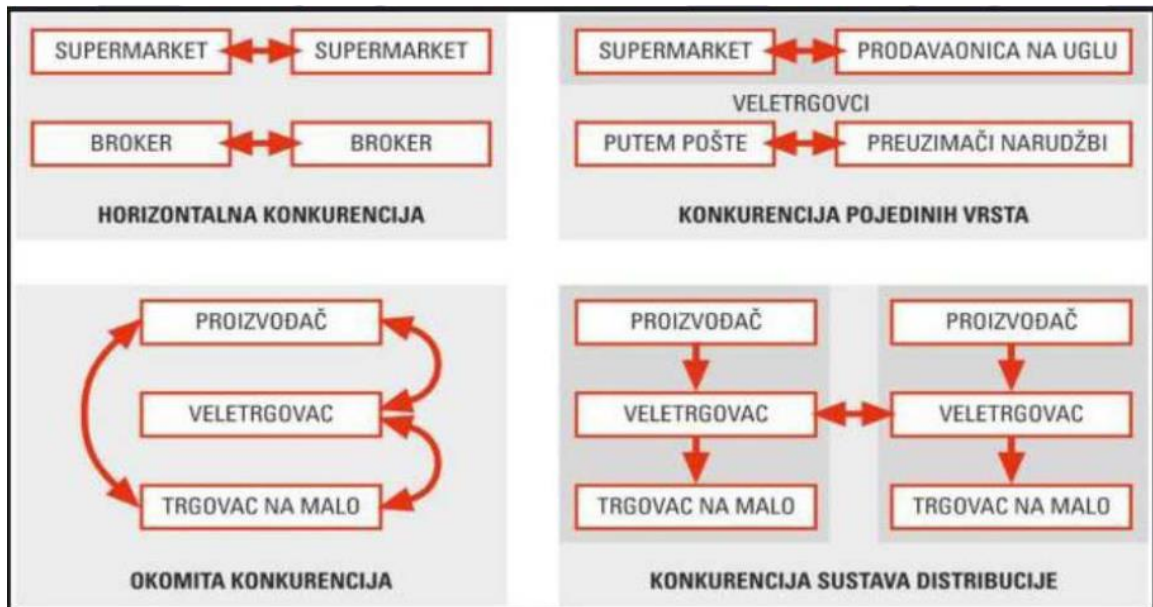 SUPERMARKET
SUPERMARKET
BROKER
BROKER
HORIZONTALNA KONKURENCIJA
SUPERMARKET
PRODAVAONICA NA UGLU
VELETRGOVCI
PUTEM POŠTE
PREUZIMAČI NARUDŽBI
KONKURENCIJA POJEDINIH VRSTA
PROIZVOĐAČ
VELETRGOVAC
TRGOVAC NA MALO
OKOMITA KONKURENCIJA
PROIZVOĐAČ
PROIZVOĐAČ
VELETRGOVAC
VELETRGOVAC
TRGOVAC NA MALO
TRGOVAC NA MALO
KONKURENCIJA SUSTAVA DISTRIBUCIJE